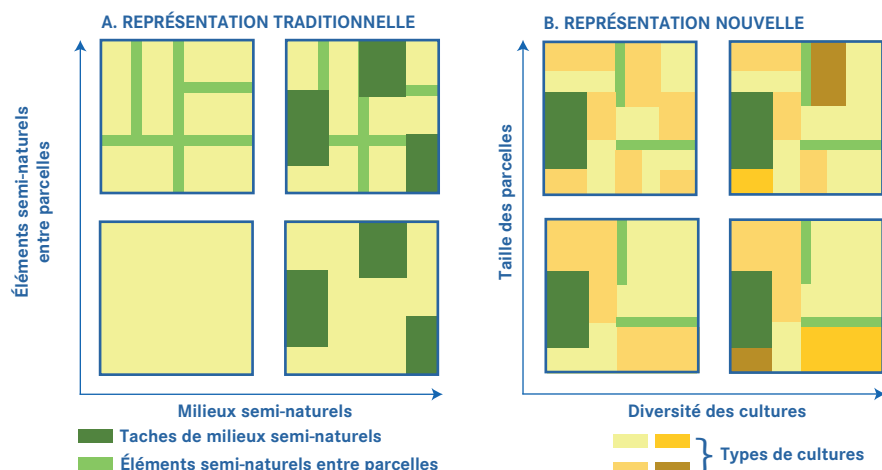 A. REPRÉSENTATION TRADITIONNELLE
Éléments semi-naturels
entre parcelles
Milieux semi-naturels
Taches de milieux semi-naturels
Éléments semi-naturels entre parcelles
B. REPRÉSENTATION NOUVELLE
Taille des parcelles
Diversité des cultures
Types de cultures